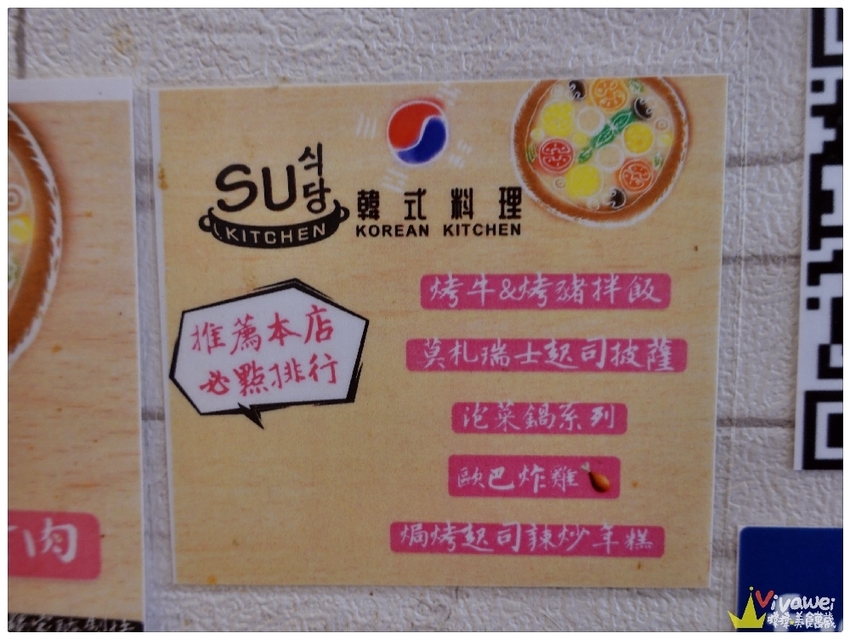 SU식당
KITCHEN
韓式料理
KOREAN KITCHEN
推薦本店
必點排行
烤牛&烤豬拌飯
莫札瑞士起司披薩
泡菜鍋系列
歐巴炸雞
焗烤起司辣炒年糕
肉
Vivawei